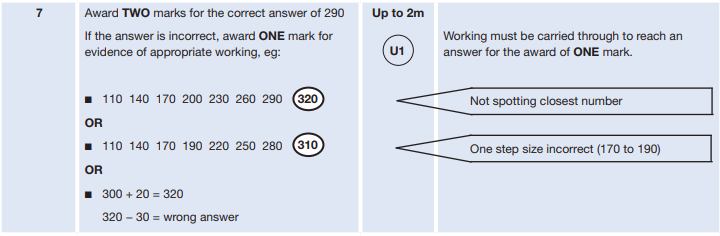 7 Award TWO marks for the correct answer of 290 Up to 2m
If the answer is incorrect, award ONE mark for
evidence of appropriate working, eg:
U1
Working must be carried through to reach an
answer for the award of ONE mark.
■ 110 140 170 200 230 260 290 320
Not spotting closest number
OR
■ 110 140 170 190 220 250 280 310
One step size incorrect (170 to 190)
OR
■ 300 + 20 = 320
320 − 30 = wrong answer